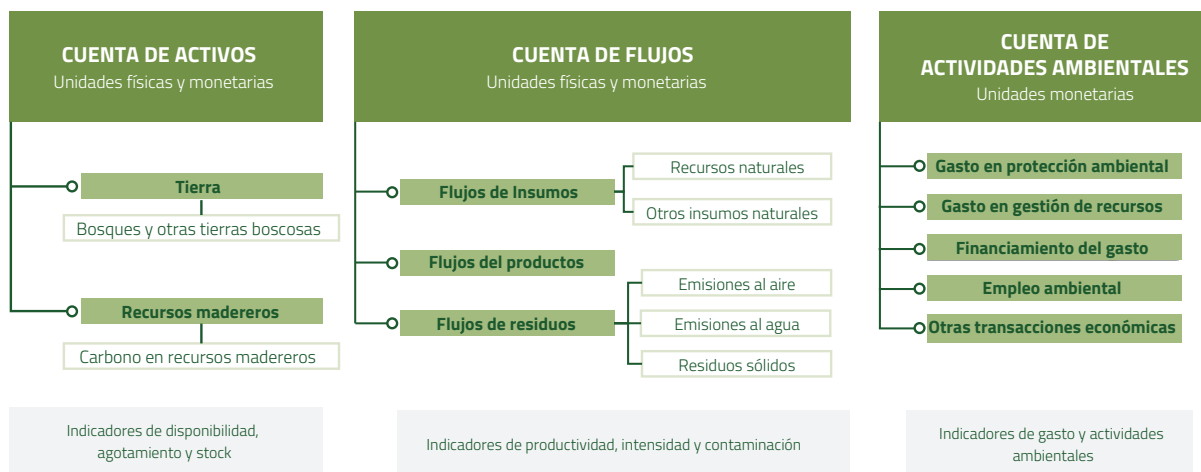 CUENTA DE ACTIVOS
Unidades físicas y monetarias
Tierra
Bosques y otras tierras boscosas
Recursos madereros
Carbono en recursos madereros
Indicadores de disponibilidad,
agotamiento y stock
CUENTA DE FLUJOS
Unidades físicas y monetarias
Flujos de Insumos
Recursos naturales
Otros insumos naturales
Flujos del productos
Flujos de residuos
Emisiones al aire
Emisiones al agua
Residuos sólidos
Indicadores de productividad, intensidad y contaminación
CUENTA DE
ACTIVIDADES AMBIENTALES
Unidades monetarias
Gasto en protección ambiental
Gasto en gestión de recursos
Financiamiento del gasto
Empleo ambiental
Otras transacciones económicas
Indicadores de gasto y actividades
ambientales